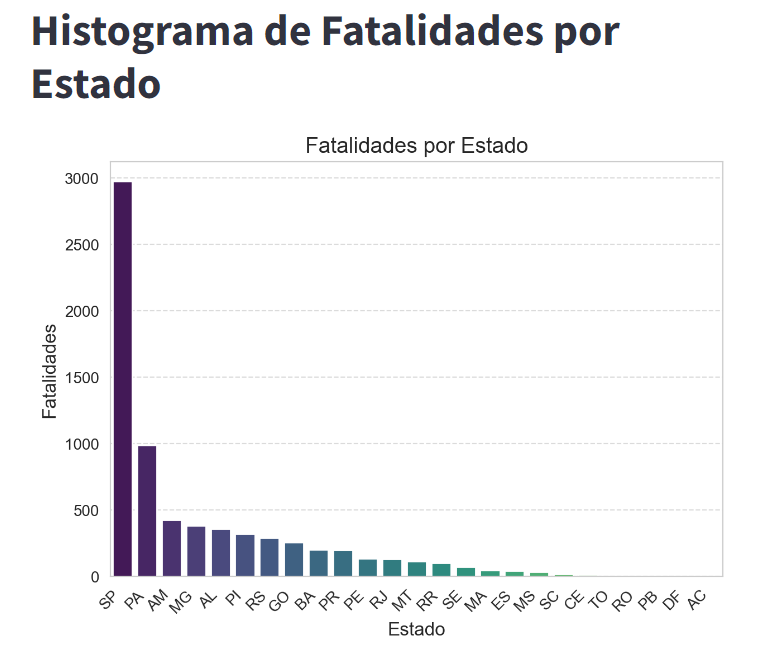 Histograma de Fatalidades por
Estado
Fatalidades por Estado
3000
2500
2000
1500
1000
500
0
Fatalidades
SP PA AM MG AL PI RS GO BA PR PE RJ MT RR SE MA ES MS SC CE TO RO PB DF AC
Estado